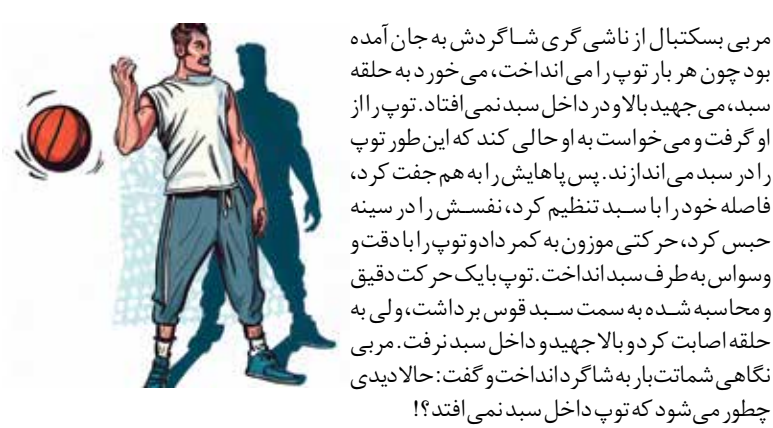 مربی بسکتبال از ناشی گری شاگردش به جان آمده
بود چون هر بار توپ را می انداخت، می خورد به حلقه
سبد، می جهید بالا و در داخل سبد نمی افتاد. توپ را از
او گرفت و می خواست به او حالی کند که این طور توپ
را در سبد می اندازند. پس پاهایش را به هم جفت کرد،
فاصله خود را با سبد تنظیم کرد، نفسش را در سینه
حبس کرد، حرکتی موزون به کمر داد و توپ را با دقت و
وسواس به طرف سبد انداخت. توپ با یک حرکت دقیق
و محاسبه شده به سمت سبد قوس برداشت، ولی به
حلقه اصابت کرد و بالا جهید و داخل سبد نرفت. مربی
نگاهی شماتت بار به شاگرد انداخت و گفت: حالا دیدی
چطور می شود که توپ داخل سبد نمی افتد؟!